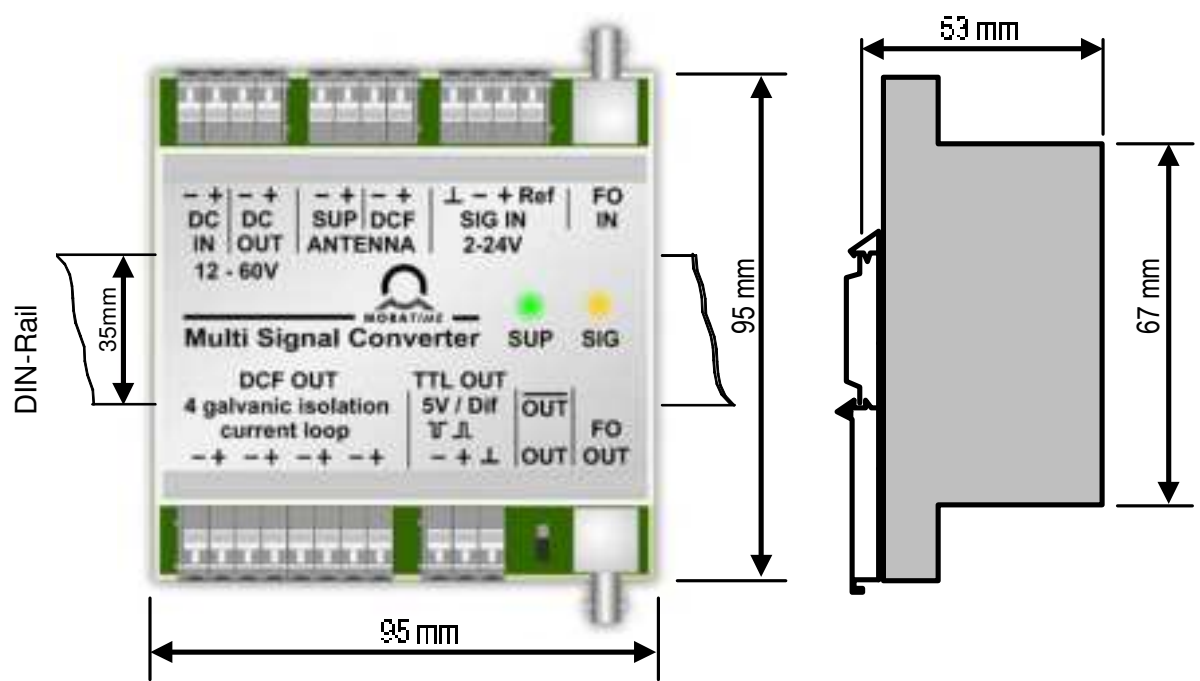 mm
− + − + − + − + ⊥ − + Ref FO
DC DC SUP DCF SIG IN IN
IN OUT ANTENNA 2-24V
12 - 60V
MOBATIME
Multi Signal Converter SUP SIG
DCF OUT TTL OUT
4 galvanic isolation 5V / Dif OUT
current loop FO
− + − + − + − + − + ⊥ OUT OUT
DIN-Rail
35mm
95 mm
67 mm
95 mm